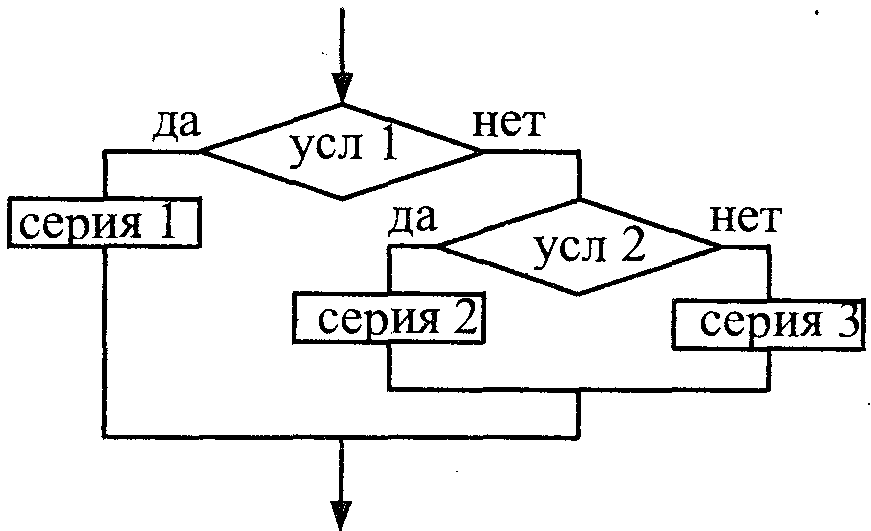 да
усл 1
нет
серия 1
да
усл 2
нет
серия 2
серия 3